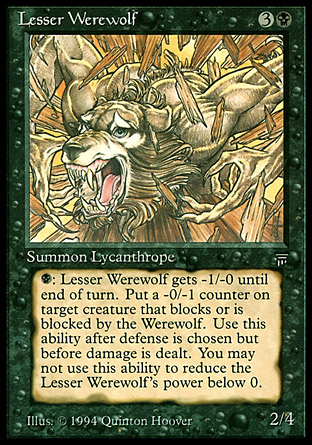 Lesser Werewolf 3
Summon Lycanthrope
: Lesser Werewolf gets -1/-0 until
end of turn. Put a -0/-1 counter on
target creature that blocks or is
blocked by the Werewolf. Use this
ability after defense is chosen but
before damage is dealt. You may
not use this ability to reduce the
Lesser Werewolf's power below 0.
2/4
Illus. © 1994 Quinton Hoover